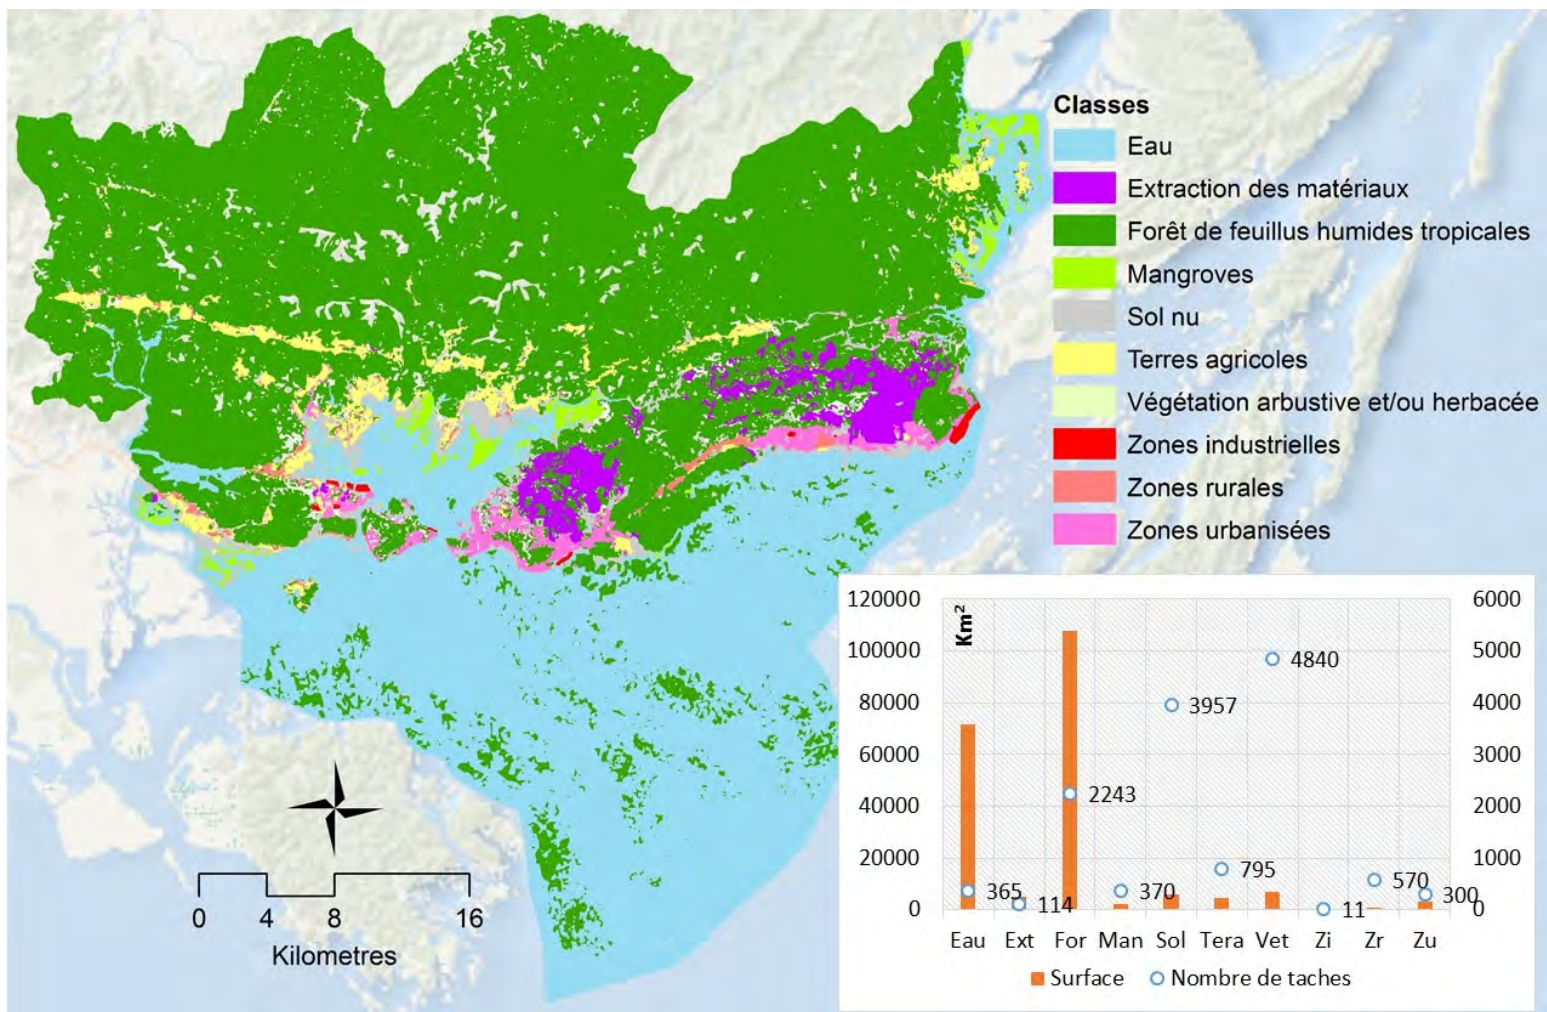 Classes
Eau
Extraction des matériaux
Forêt de feuillus humides tropicales
Mangroves
Sol nu
Terres agricoles
Végétation arbustive et/ou herbacée
Zones industrielles
Zones rurales
Zones urbanisées
0 4 8 16
Kilometres
Km²
120000 6000
100000 5000
4840
80000 3957 4000
60000 3000
2243
40000 2000
20000 1000
795
570
365 114 370 11 300
0 0
Eau Ext For Man Sol Tera Vet Zi Zr Zu
Surface Nombre de taches